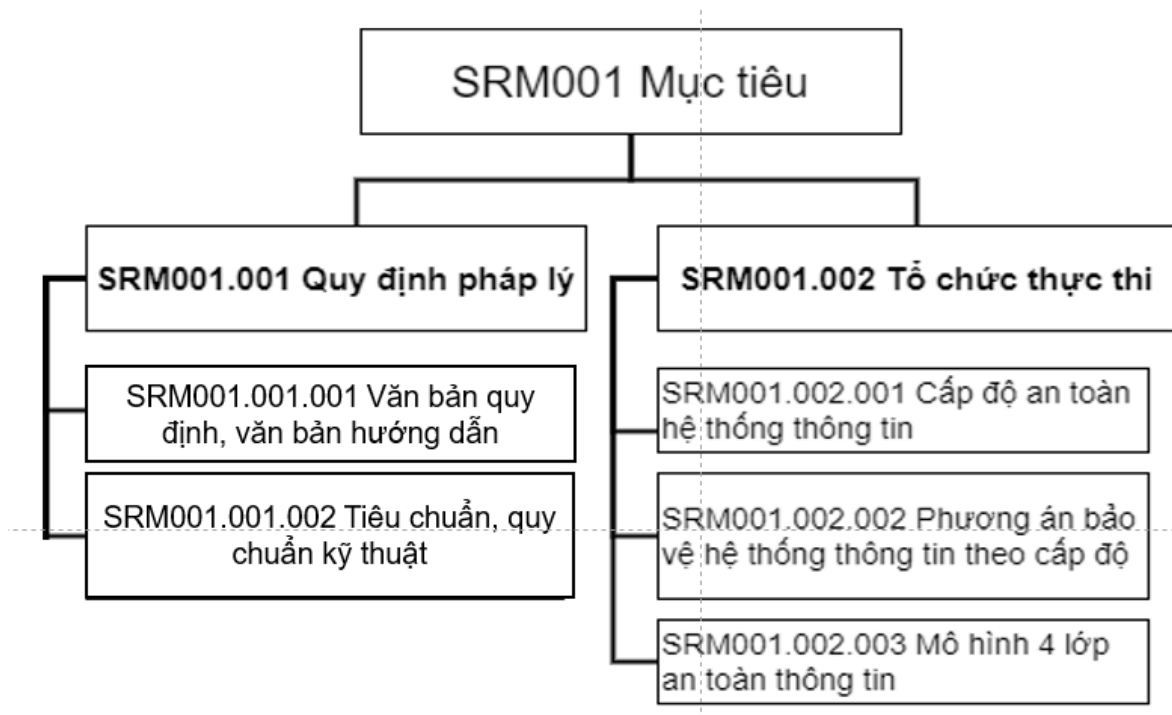 SRM001 Mục tiêu
SRM001.001 Quy định pháp lý
SRM001.001.001 Văn bản quy
định, văn bản hướng dẫn
SRM001.001.002 Tiêu chuẩn, quy
chuẩn kỹ thuật
SRM001.002 Tổ chức thực thi
SRM001.002.001 Cấp độ an toàn
hệ thống thông tin
SRM001.002.002 Phương án bảo
vệ hệ thống thông tin theo cấp độ
SRM001.002.003 Mô hình 4 lớp
an toàn thông tin